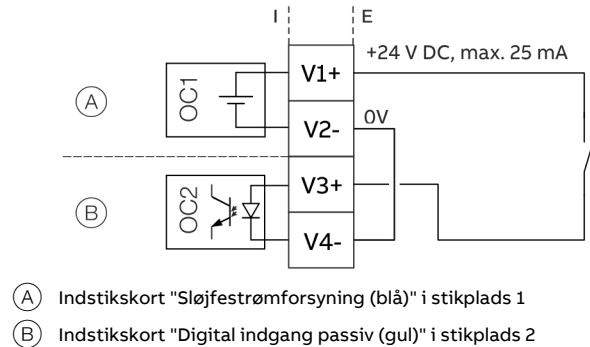 I E
+24 V DC, max. 25 mA
V1+
OC1
A
V2-
0V
V3+
OC2
B
V4-
A Indstikskort "Sløjfestrømforsyning (blå)" i stikplads 1
B Indstikskort "Digital indgang passiv (gul)" i stikplads 2